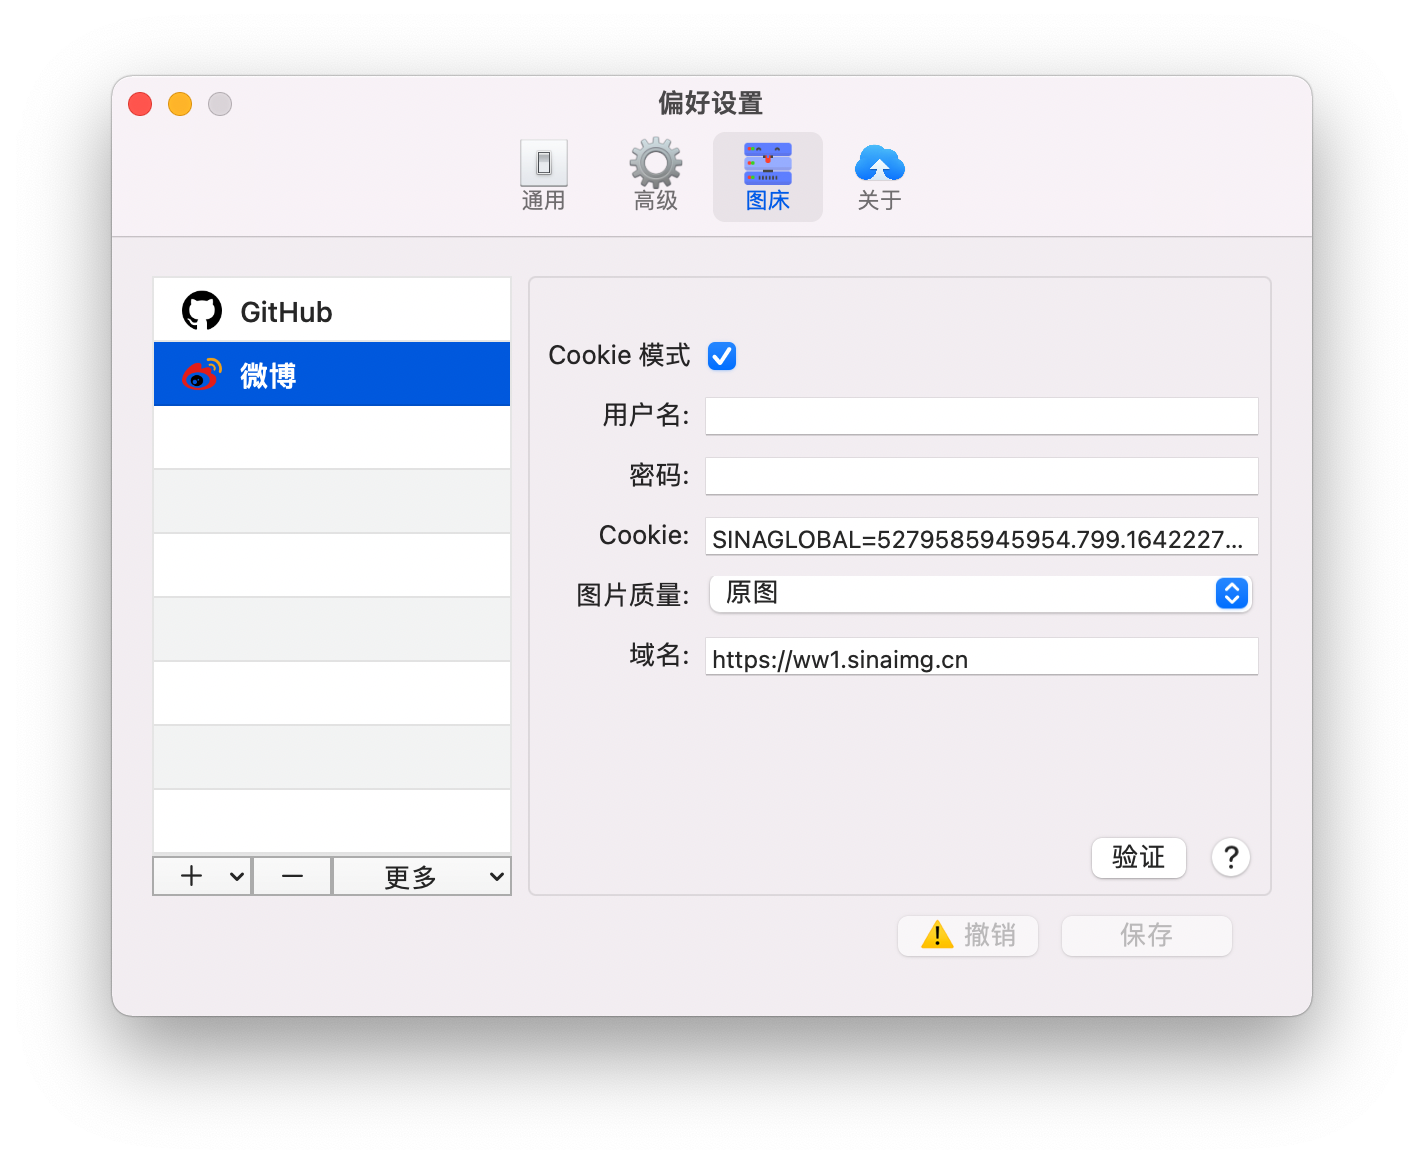 偏好设置
通用
高级
图床
关于
GitHub
微博
Cookie 模式
用户名:
密码:
Cookie: SINAGLOBAL=5279585945954.799.1642227...
图片质量: 原图
域名: https://ww1.sinaimg.cn
验证 ?
更多
撤销 保存